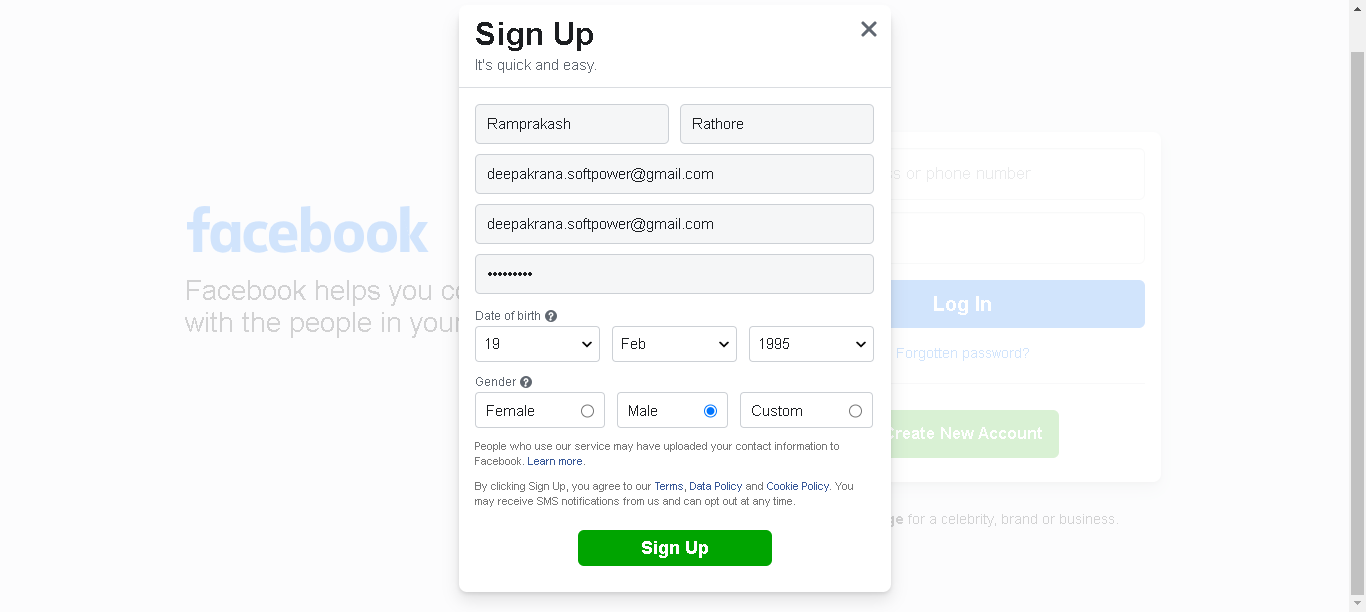 Sign Up
It's quick and easy.
Ramprakash Rathore
deepakrana.softpower@gmail.com
deepakrana.softpower@gmail.com
•••••••••
Date of birth
19 Feb 1995
Gender
Female Male Custom
People who use our service may have uploaded your contact information to
Facebook. Learn more.
By clicking Sign Up, you agree to our Terms, Data Policy and Cookie Policy. You
may receive SMS notifications from us and can opt out at any time.
Sign Up
facebook
Facebook helps you
with the people in your
or phone number
Log In
Forgotten password?
Create New Account
for a celebrity, brand or business.